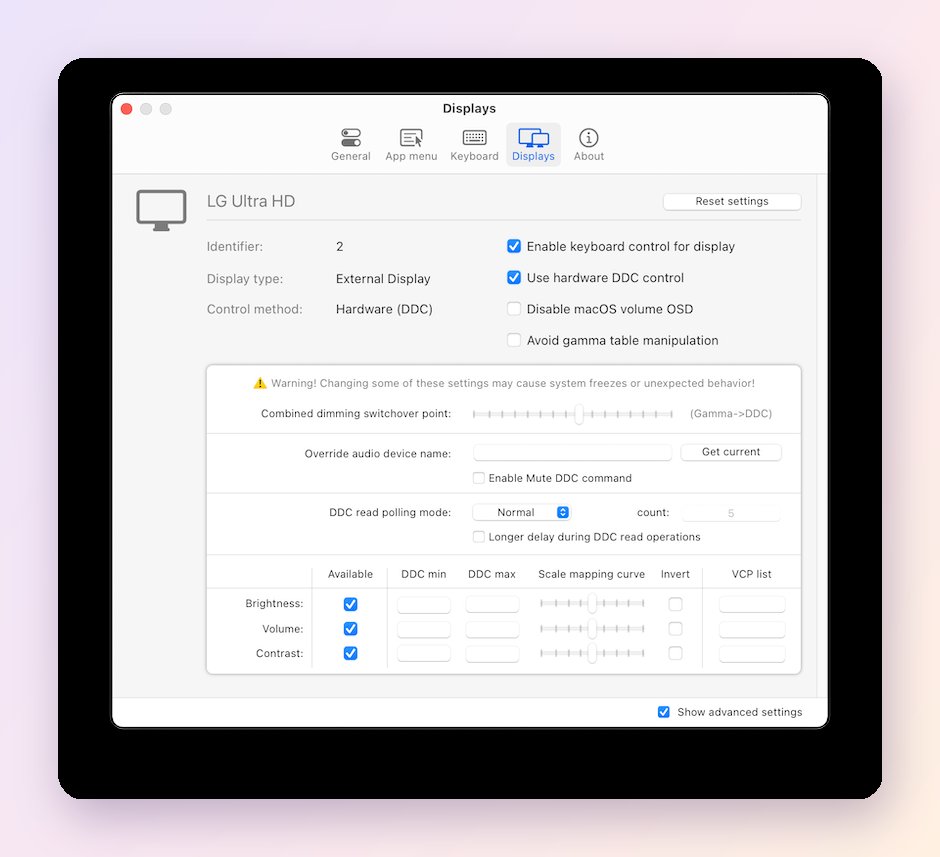 Displays
General App menu Keyboard Displays About
LG Ultra HD Reset settings
Identifier: 2 Enable keyboard control for display
Display type: External Display Use hardware DDC control
Control method: Hardware (DDC) Disable macOS volume OSD
Avoid gamma table manipulation
Warning! Changing some of these settings may cause system freezes or unexpected behavior!
Combined dimming switchover point: (Gamma->DDC)
Override audio device name: Get current
Enable Mute DDC command
DDC read polling mode: Normal count: 5
Longer delay during DDC read operations
Available DDC min DDC max Scale mapping curve Invert VCP list
Brightness:
Volume:
Contrast:
Show advanced settings